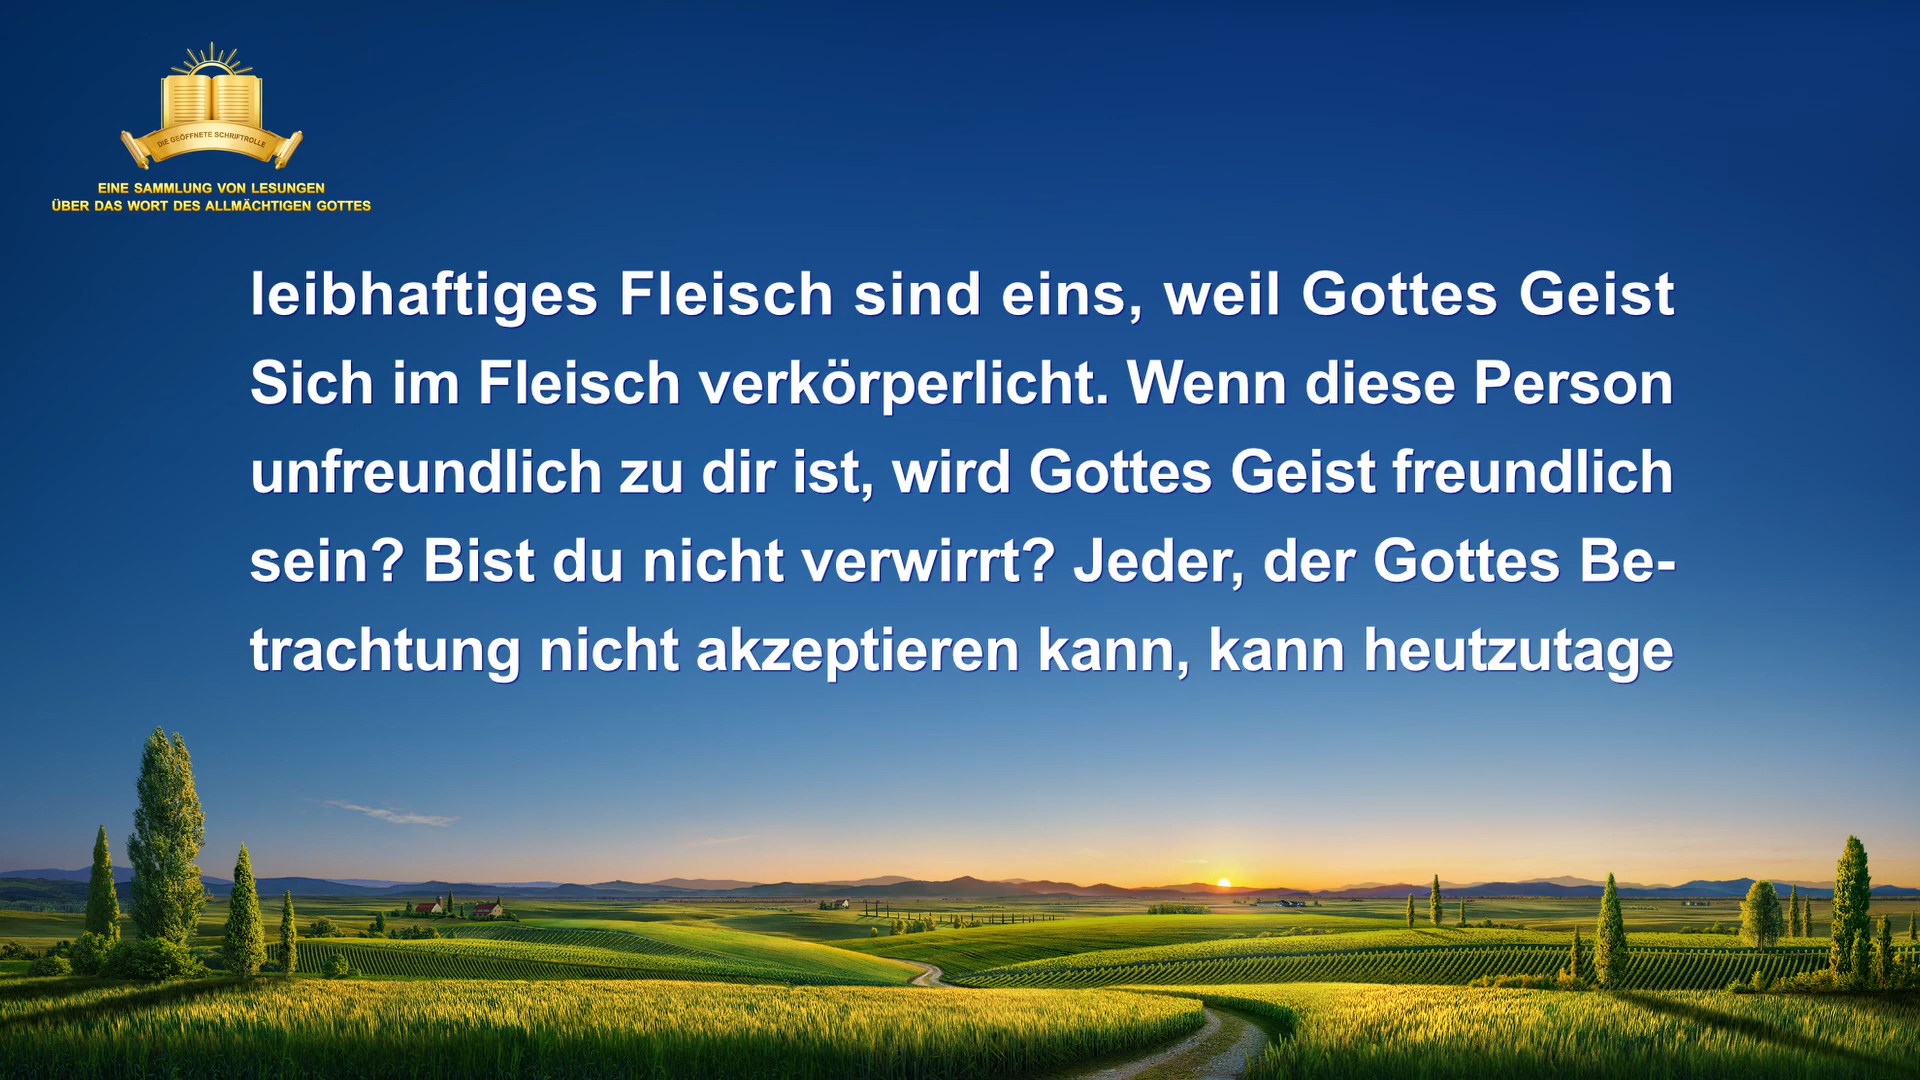 DIE GEÖFFNETE SCHRIFTROLLE
EINE SAMMLUNG VON LESUNGEN
ÜBER DAS WORT DES ALLMÄCHTIGEN GOTTES
leibhaftiges Fleisch sind eins, weil Gottes Geist
Sich im Fleisch verkörperlicht. Wenn diese Person
unfreundlich zu dir ist, wird Gottes Geist freundlich
sein? Bist du nicht verwirrt? Jeder, der Gottes Be-
trachtung nicht akzeptieren kann, kann heutzutage